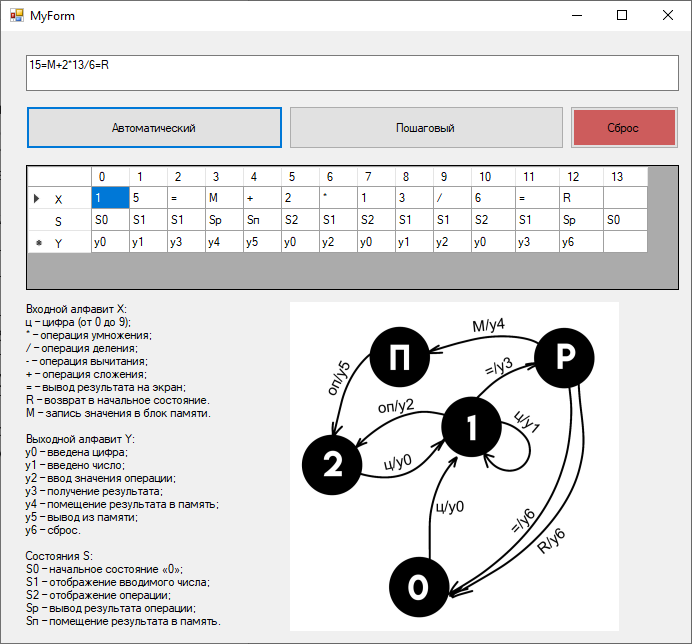 MyForm
15=M+2*13/6=R
Автоматический Пошаговый Сброс
0 1 2 3 4 5 6 7 8 9 10 11 12 13
X 1 5 = M + 2 * 1 3 / 6 = R
S S0 S1 S1 Sp Sп S2 S1 S2 S1 S1 S2 S1 Sp S0
Y y0 y1 y3 y4 y5 y0 y2 y0 y1 y2 y0 y3 y6
Входной алфавит X:
ц – цифра (от 0 до 9);
* – операция умножения;
/ – операция деления;
- – операция вычитания;
+ – операция сложения;
= – вывод результата на экран;
R – возврат в начальное состояние.
M – запись значения в блок памяти.
Выходной алфавит Y:
y0 – введена цифра;
y1 – введено число;
y2 – ввод значения операции;
y3 – получение результата;
y4 – помещение результата в память;
y5 – вывод из памяти;
y6 – сброс.
Состояния S:
S0 – начальное состояние «0»;
S1 – отображение вводимого числа;
S2 – отображение операции;
Sp – вывод результата операции;
Sп – помещение результата в память.
М/у4
П
Р
=/у3
оп/у5
оп/у2
1
ц/у1
2
ц/у0
ц/у0
=/у6
R/у6
0